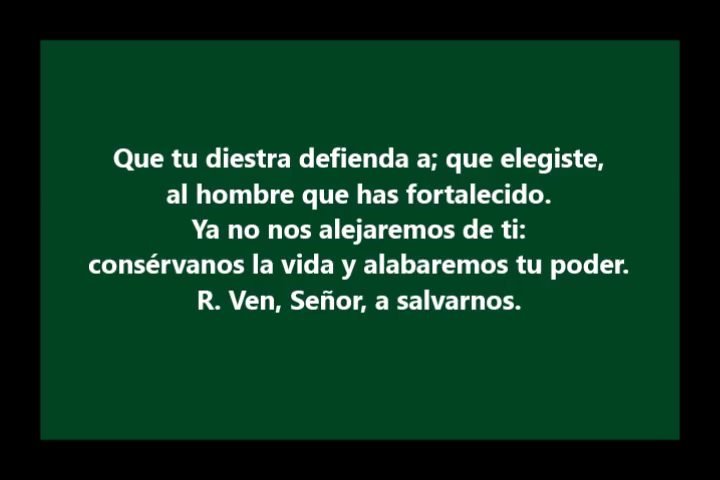 Que tu diestra defienda a; que elegiste,
al hombre que has fortalecido.
Ya no nos alejaremos de ti:
consérvanos la vida y alabaremos tu poder.
R. Ven, Señor, a salvarnos.